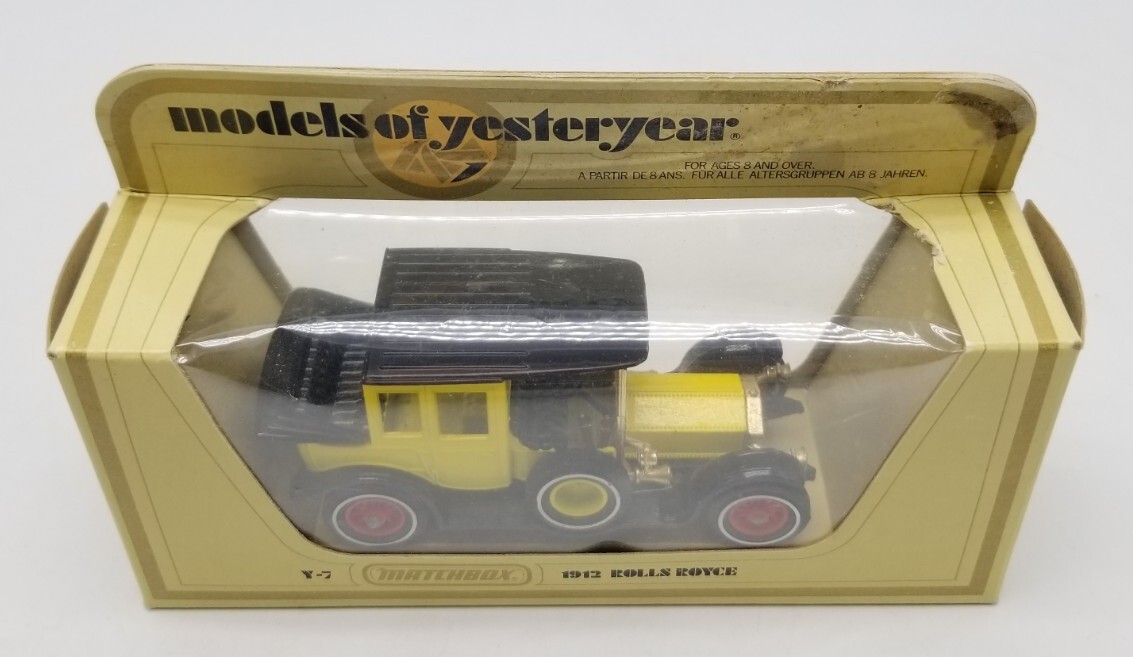 models of yesteryear®
FOR AGES 8 AND OVER.
A PARTIR DE 8 ANS. FÜR ALLE ALTERSGRUPPEN AB 8 JAHREN.
Y-7 MATCHBOX 1912 ROLLS ROYCE